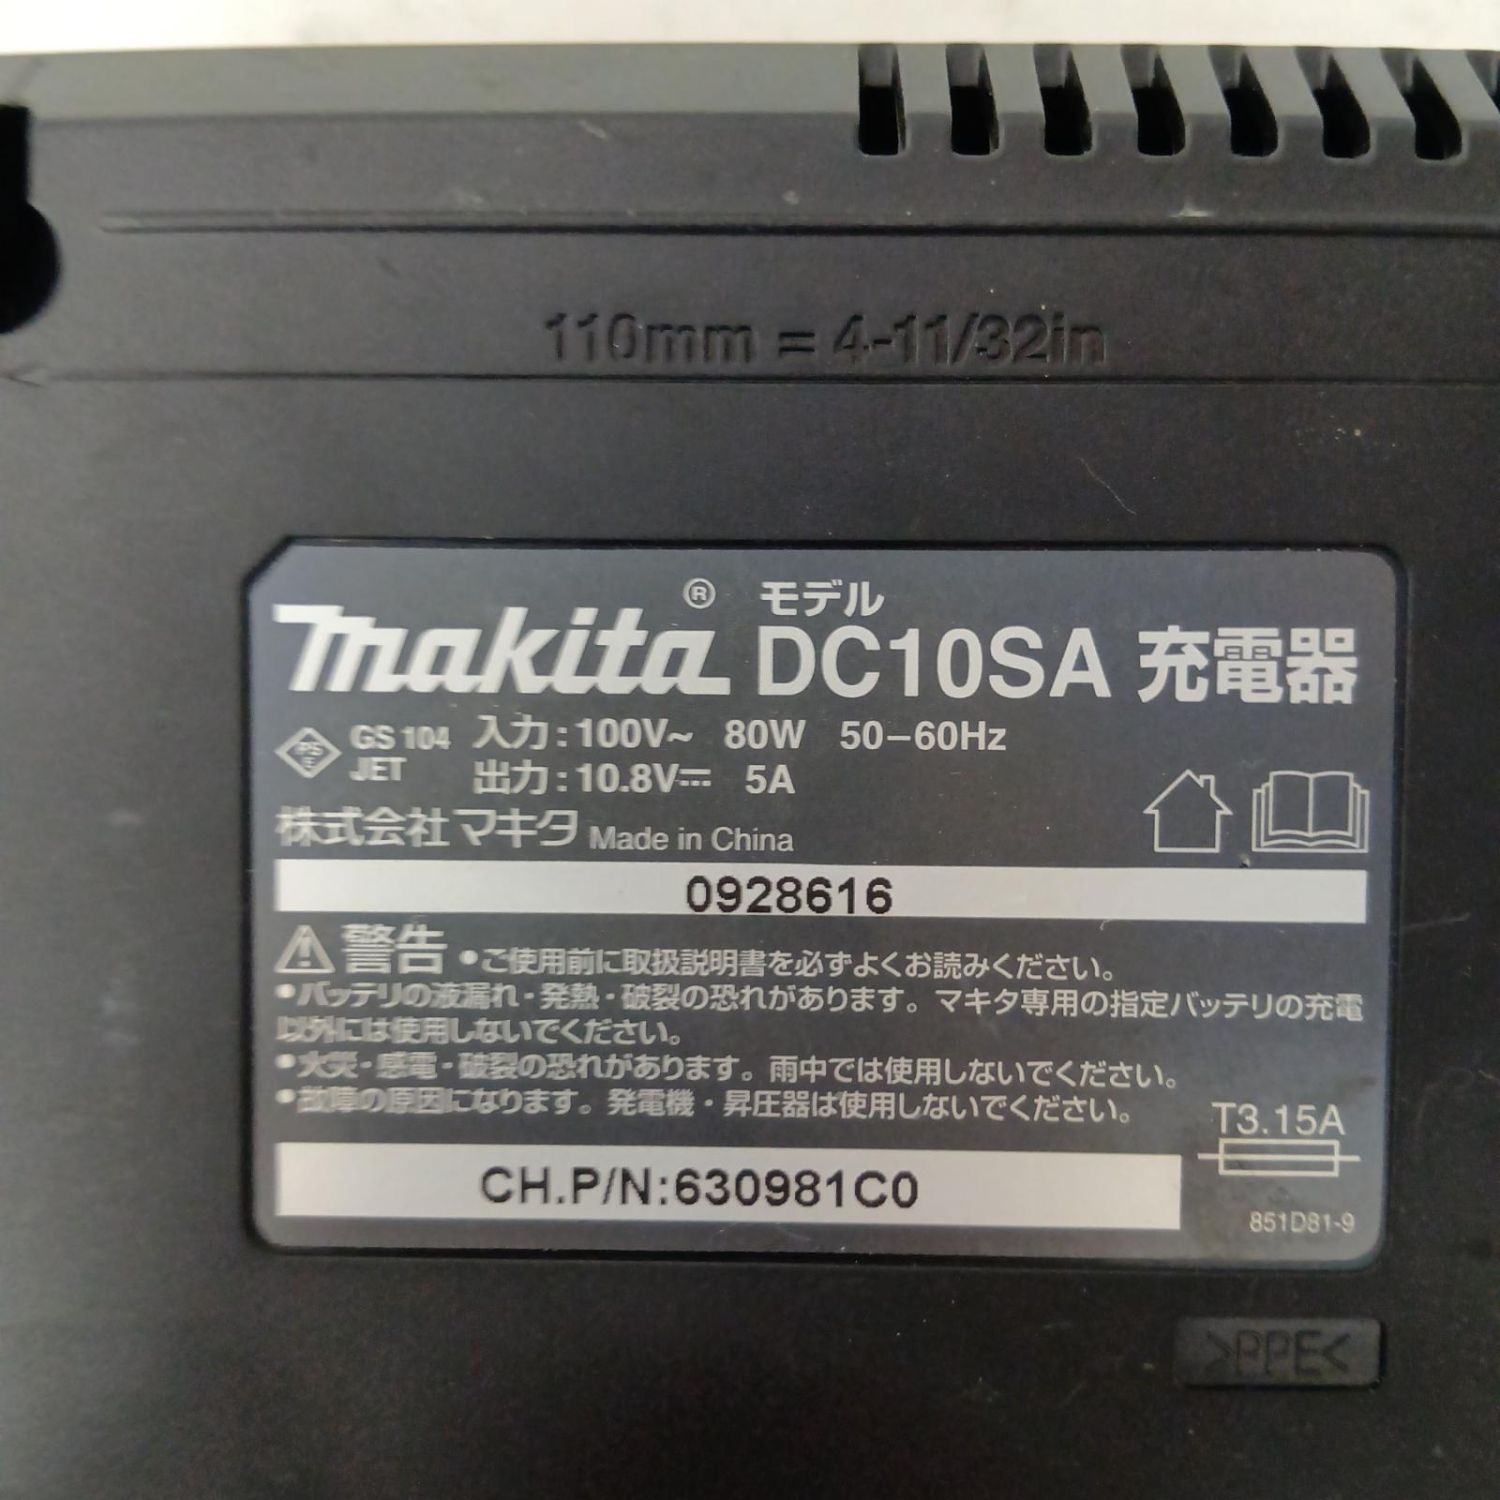 110mm = 4-11/32in
makita® モデル DC10SA 充電器
PS E GS 104 JET
入力:100V~ 80W 50-60Hz
出力:10.8V⎓ 5A
株式会社マキタ Made in China
0928616
⚠警告 •ご使用前に取扱説明書を必ずよくお読みください。
•バッテリの液漏れ・発熱・破裂の恐れがあります。マキタ専用の指定バッテリの充電
以外には使用しないでください。
•火災・感電・破裂の恐れがあります。雨中では使用しないでください。
•故障の原因になります。発電機・昇圧器は使用しないでください。
T3.15A
CH.P/N:630981C0
851D81-9
>PPE<